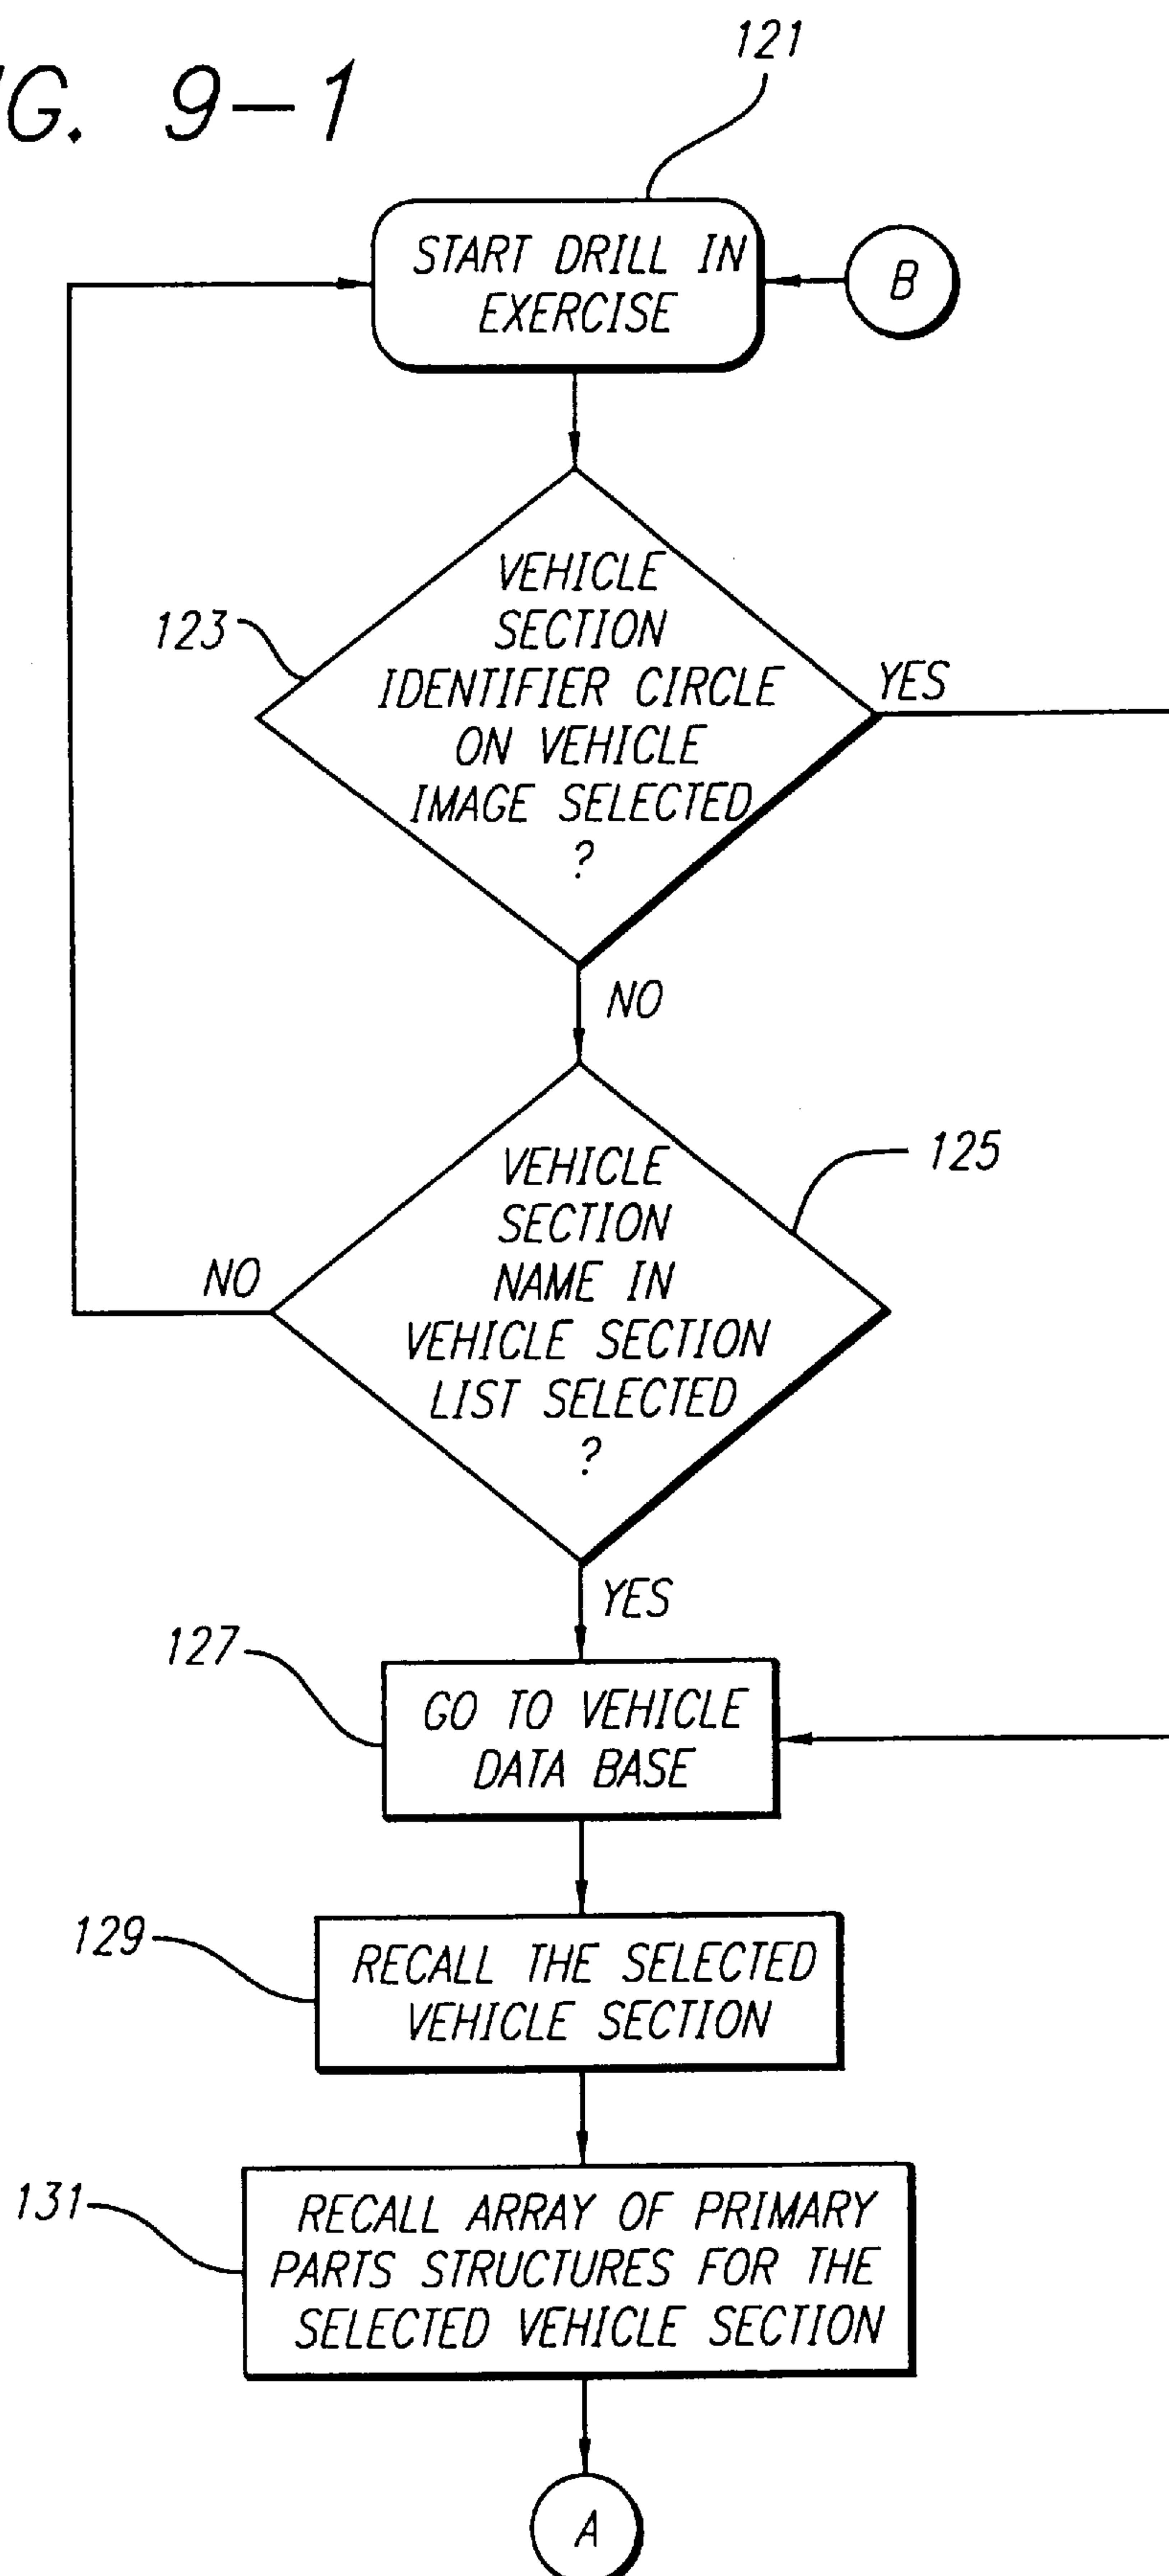 G. 9-1
121
START DRILL IN
EXERCISE
B
VEHICLE
SECTION
IDENTIFIER CIRCLE
ON VEHICLE
IMAGE SELECTED
?
123
YES
NO
VEHICLE
SECTION
NAME IN
VEHICLE SECTION
LIST SELECTED
?
125
NO
YES
127
GO TO VEHICLE
DATA BASE
129
RECALL THE SELECTED
VEHICLE SECTION
131
RECALL ARRAY OF PRIMARY
PARTS STRUCTURES FOR THE
SELECTED VEHICLE SECTION
A